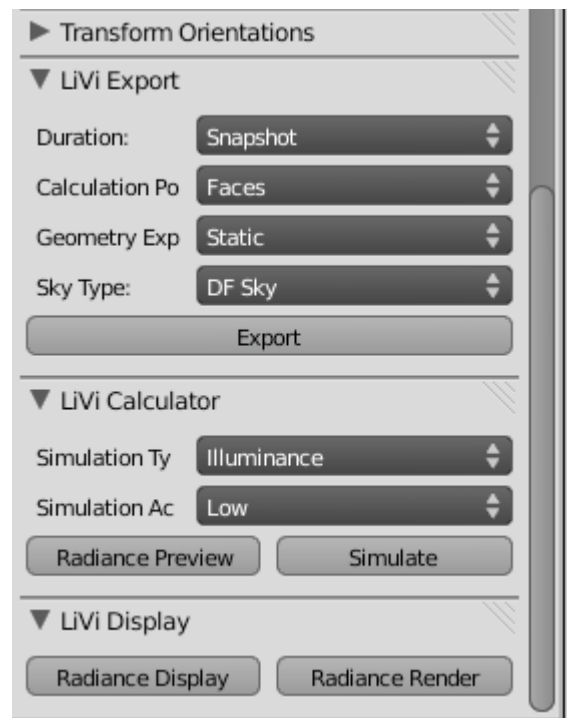 Transform Orientations
LiVi Export
Duration: Snapshot
Calculation Po Faces
Geometry Exp Static
Sky Type: DF Sky
Export
LiVi Calculator
Simulation Ty Illuminance
Simulation Ac Low
Radiance Preview Simulate
LiVi Display
Radiance Display Radiance Render